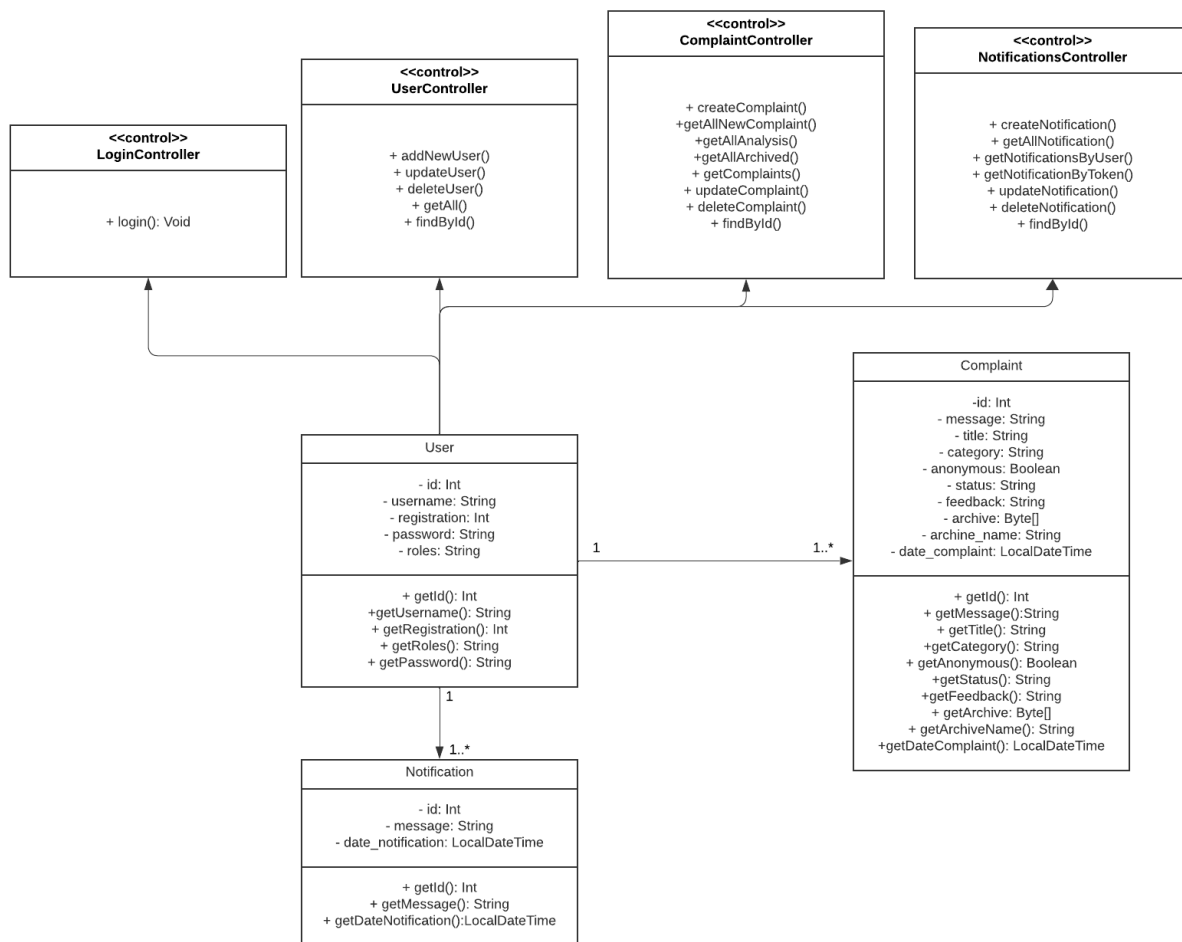 <<control>>
LoginController
+ login(): Void
<<control>>
UserController
+ addNewUser()
+ updateUser()
+ deleteUser()
+ getAll()
+ findById()
<<control>>
ComplaintController
+ createComplaint()
+getAllNewComplaint()
+getAllAnalysis()
+getAllArchived()
+ getComplaints()
+ updateComplaint()
+ deleteComplaint()
+ findById()
<<control>>
NotificationsController
+ createNotification()
+ getAllNotification()
+ getNotificationsByUser()
+ getNotificationByToken()
+ updateNotification()
+ deleteNotification()
+ findById()
User
- id: Int
- username: String
- registration: Int
- password: String
- roles: String
+ getId(): Int
+getUsername(): String
+ getRegistration(): Int
+ getRoles(): String
+ getPassword(): String
1
1..*
Complaint
-id: Int
- message: String
- title: String
- category: String
- anonymous: Boolean
- status: String
- feedback: String
- archive: Byte[]
- archine_name: String
- date_complaint: LocalDateTime
+ getId(): Int
+ getMessage():String
+ getTitle(): String
+getCategory(): String
+ getAnonymous(): Boolean
+getStatus(): String
+getFeedback(): String
+ getArchive: Byte[]
+ getArchiveName(): String
+getDateComplaint(): LocalDateTime
1
1..*
Notification
- id: Int
- message: String
- date_notification: LocalDateTime
+ getId(): Int
+ getMessage(): String
+ getDateNotification():LocalDateTime